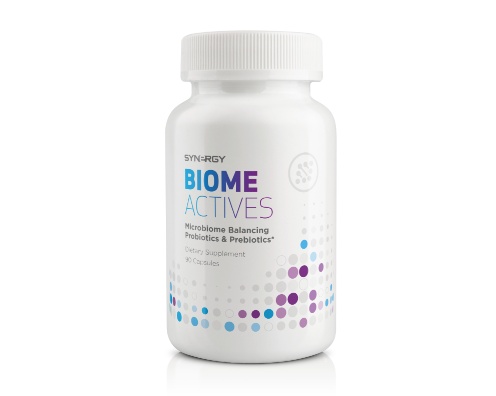 SYNERGY
BIOME
ACTIVES
Microbiome Balancing
Probiotics & Prebiotics*
Dietary Supplement
90 Capsules